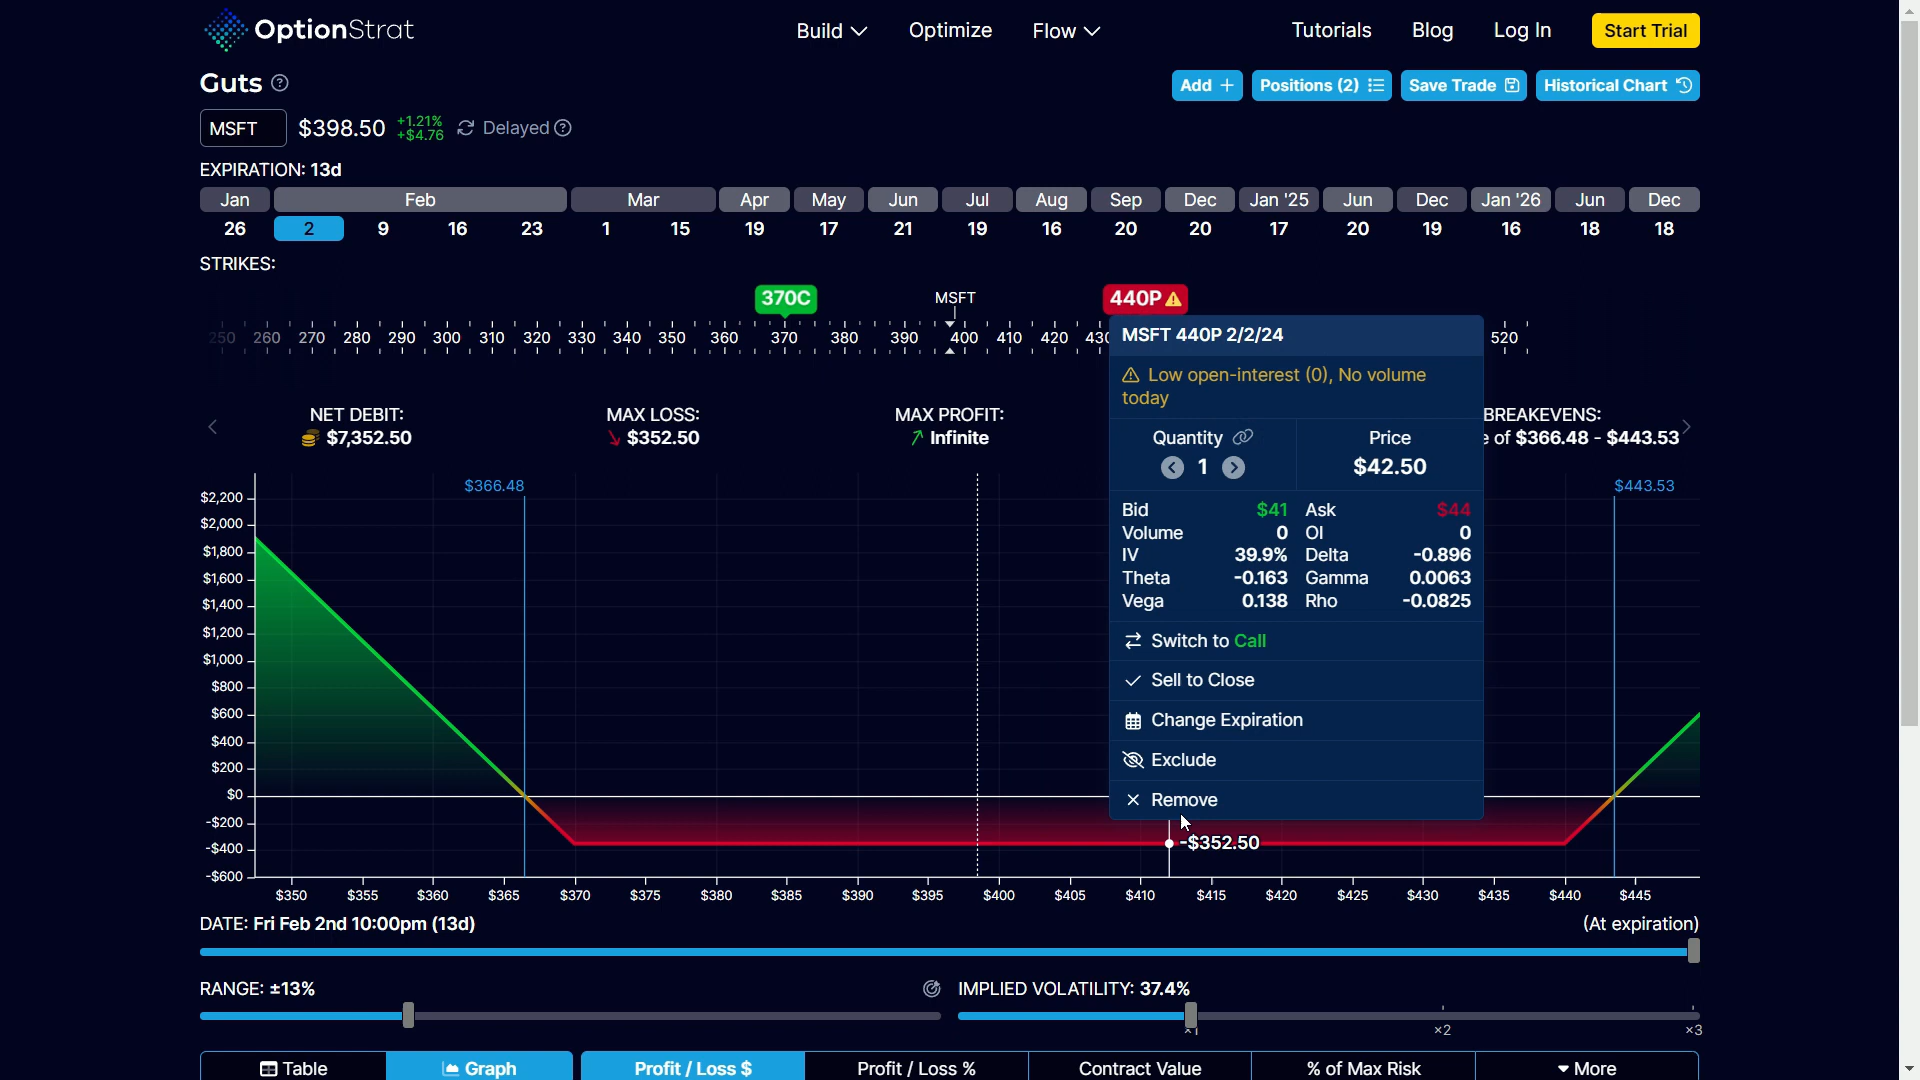 OptionStrat
Build
Optimize
Flow
Tutorials
Blog
Log In
Start Trial
Guts ?
Add +
Positions (2)
Save Trade
Historical Chart
MSFT
$398.50
+1.21%
+$4.76
Delayed ?
EXPIRATION: 13d
Jan Feb Mar Apr May Jun Jul Aug Sep Dec Jan '25 Jun Dec Jan '26 Jun Dec
26 2 9 16 23 1 15 19 17 21 19 16 20 20 17 20 19 16 18 18
STRIKES:
370C
MSFT
440P
250 260 270 280 290 300 310 320 330 340 350 360 370 380 390 400 410 420 430 520
MSFT 440P 2/2/24
Low open-interest (0), No volume
today
NET DEBIT:
$7,352.50
MAX LOSS:
$352.50
MAX PROFIT:
Infinite
BREAKEVENS:
of $366.48 - $443.53
Quantity
1
Price
$42.50
Bid $41 Ask $44
Volume 0 OI 0
IV 39.9% Delta -0.896
Theta -0.163 Gamma 0.0063
Vega 0.138 Rho -0.0825
Switch to Call
Sell to Close
Change Expiration
Exclude
Remove
$366.48
$443.53
$2,200
$2,000
$1,800
$1,600
$1,400
$1,200
$1,000
$800
$600
$400
$200
$0
-$200
-$400
-$600
-$352.50
$350 $355 $360 $365 $370 $375 $380 $385 $390 $395 $400 $405 $410 $415 $420 $425 $430 $435 $440 $445
DATE: Fri Feb 2nd 10:00pm (13d)
(At expiration)
RANGE: ±13%
IMPLIED VOLATILITY: 37.4%
x1
x2
x3
Table
Graph
Profit / Loss $
Profit / Loss %
Contract Value
% of Max Risk
More